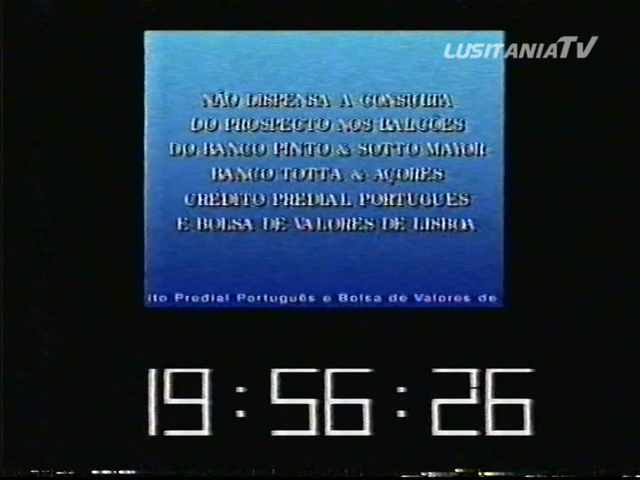 LUSITANIATV
NÃO DISPENSA A CONSULTA
DO PROSPECTO NOS BALCÕES
DO BANCO PINTO & SOTTO MAYOR
BANCO TOTTA & AÇORES
CRÉDITO PREDIAL PORTUGUÊS
E BOLSA DE VALORES DE LISBOA
ito Predial Português e Bolsa de Valores de
19:56:26